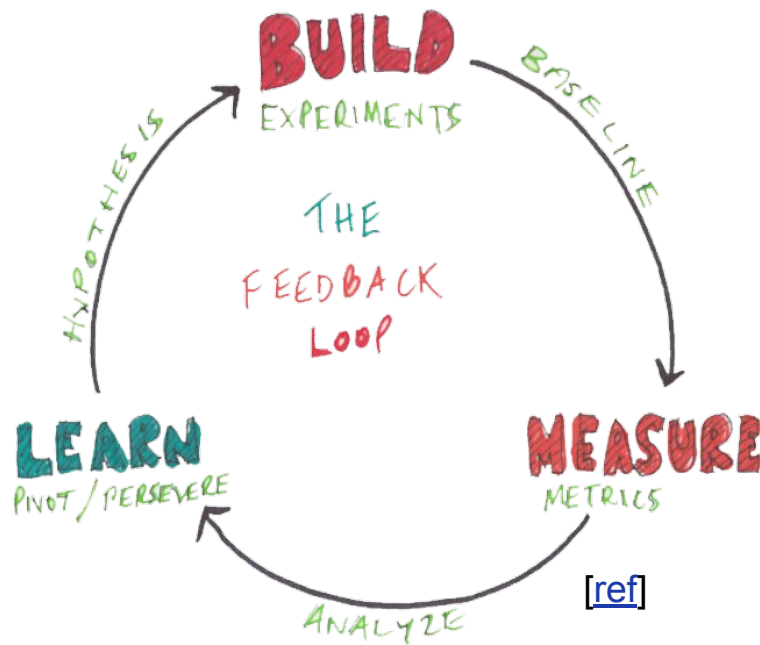 BUILD
EXPERIMENTS
BASELINE
HYPOTHESIS
THE
FEEDBACK
LOOP
LEARN
PIVOT/PERSEVERE
MEASURE
METRICS
[ref]
ANALYZE